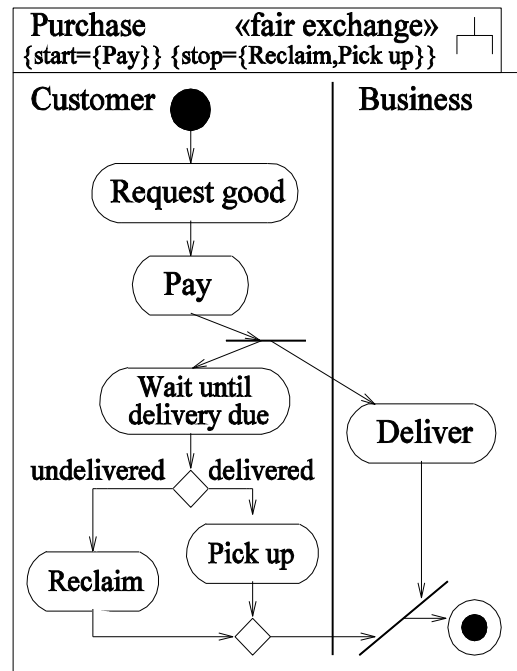 Purchase «fair exchange»
{start={Pay}} {stop={Reclaim,Pick up}}
Customer Business
Request good
Pay
Wait until
delivery due
Deliver
undelivered delivered
Pick up
Reclaim